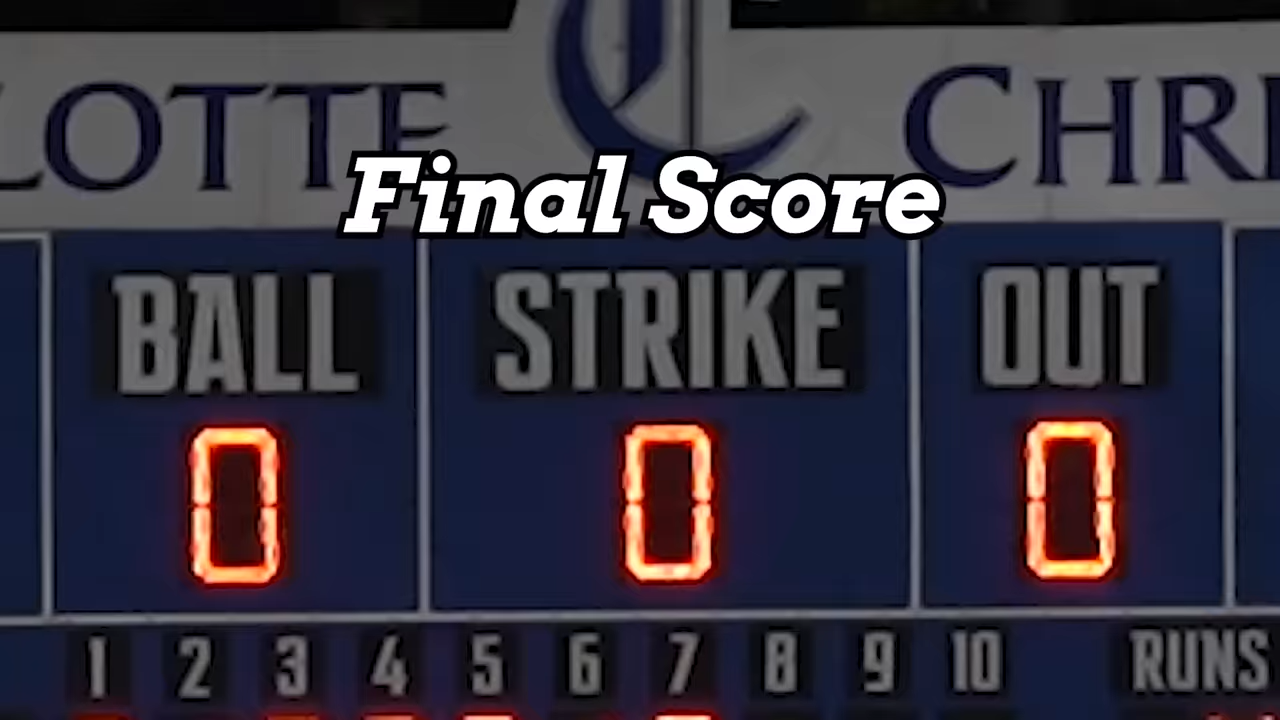 LOTTE C CHR
Final Score
BALL STRIKE OUT
0 0 0
1 2 3 4 5 6 7 8 9 10 RUNS